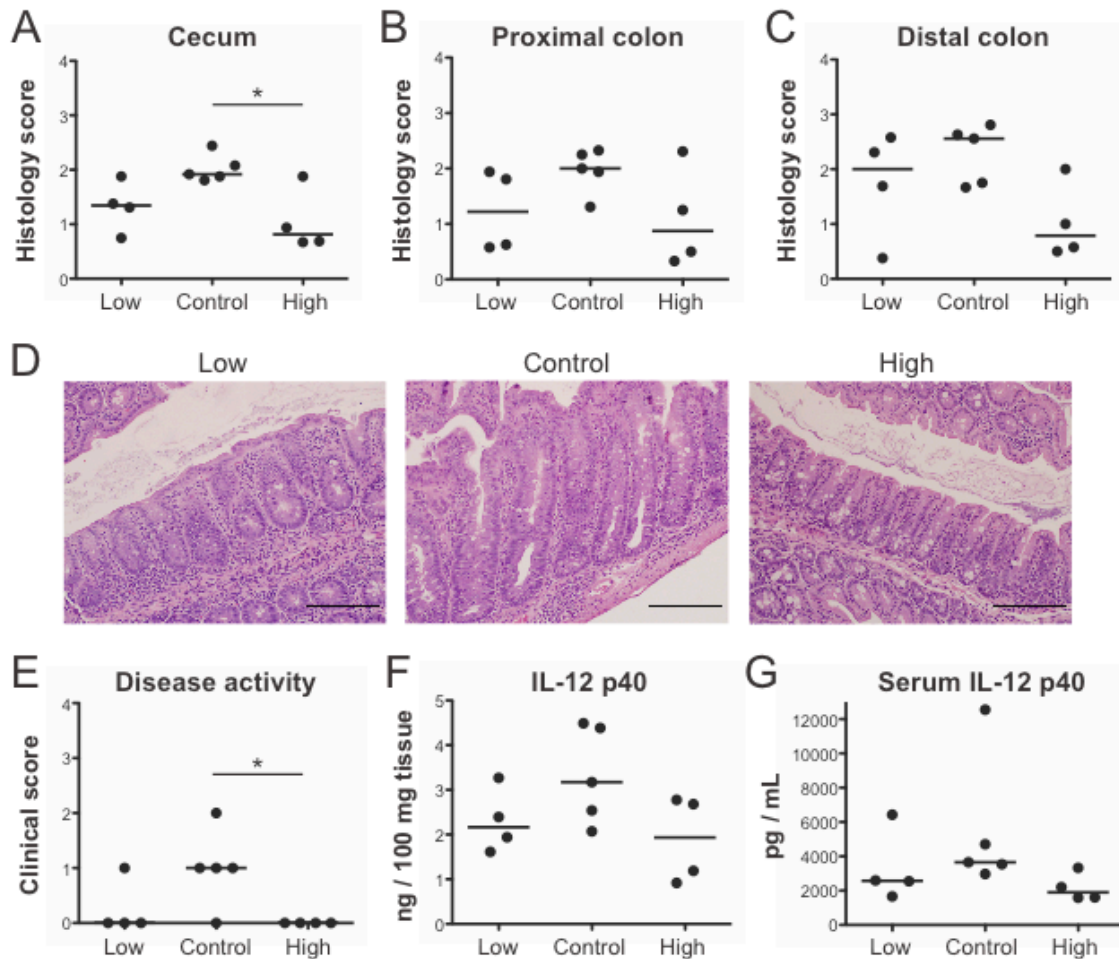 A
Cecum
Histology score
4
3
2
1
0
*
Low
Control
High
B
Proximal colon
Histology score
4
3
2
1
0
Low
Control
High
C
Distal colon
Histology score
4
3
2
1
0
Low
Control
High
D
Low
Control
High
E
Disease activity
Clinical score
4
3
2
1
0
*
Low
Control
High
F
IL-12 p40
ng / 100 mg tissue
5
4
3
2
1
0
Low
Control
High
G
Serum IL-12 p40
pg / mL
12000
10000
8000
6000
4000
2000
0
Low
Control
High